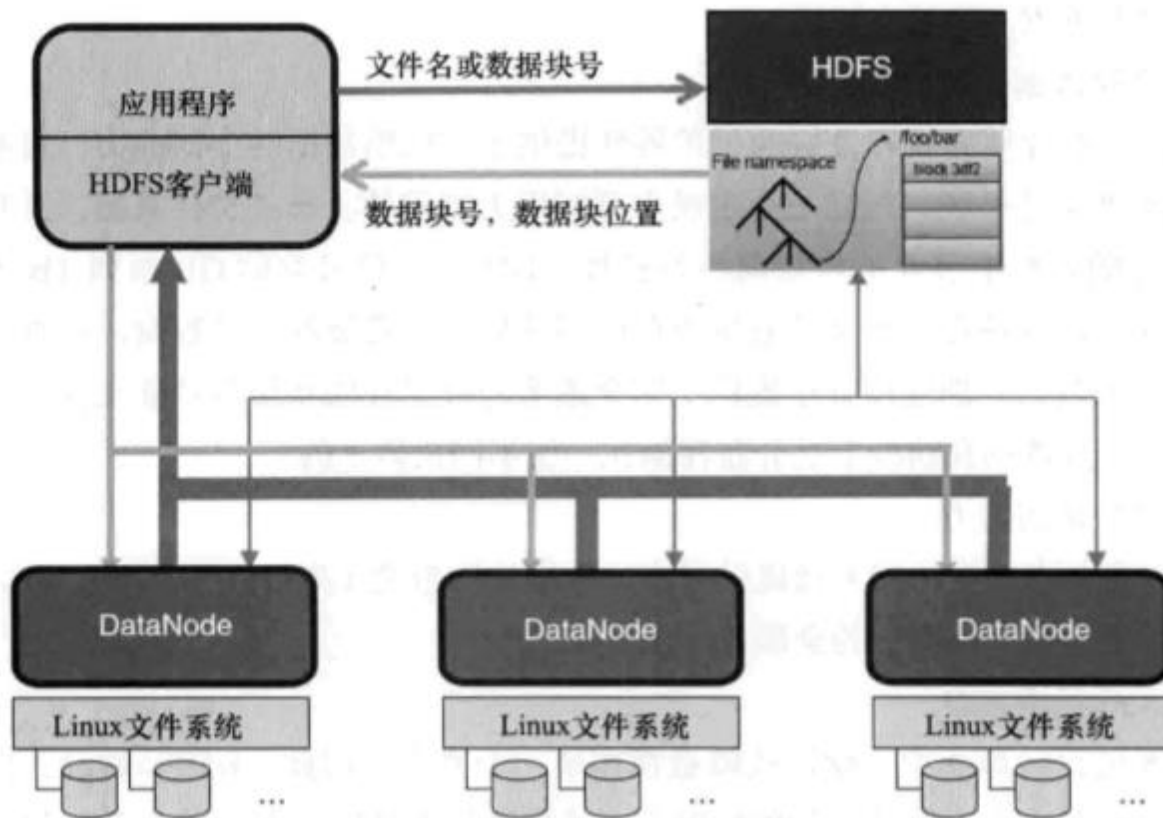 应用程序
HDFS客户端
文件名或数据块号
数据块号，数据块位置
HDFS
File namespace
/foo/bar
block 3df2
DataNode
DataNode
DataNode
Linux文件系统
Linux文件系统
Linux文件系统
...
...
...